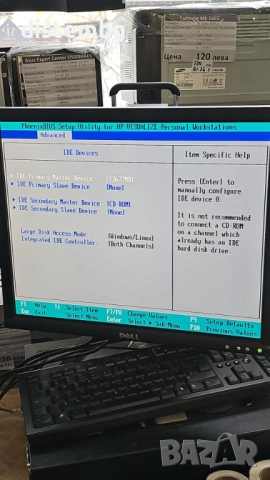 PhoenixBIOS Setup Utility for HP VISUALIZE Personal Workstations
Advanced
IDE Devices
Item Specific Help
IDE Primary Master Device
IDE Primary Slave Device [None]
IDE Secondary Master Device [CD ROM]
IDE Secondary Slave Device [None]
Large Disk Access Mode: [Windows/Linux]
Integrated IDE Controller: [Both Channels]
Press [Enter] to
manually configure
IDE device 0.
It is not recommended
to connect a CD-ROM
on a channel which
already has an IDE
hard disk drive.
F1 Help Select Item F7/F8 Change Values F9 Setup Defaults
Esc Exit Select Menu Enter Select ▶ Sub-Menu F10 Previous Values
DELL
Цена
120 лева
bazar.bg